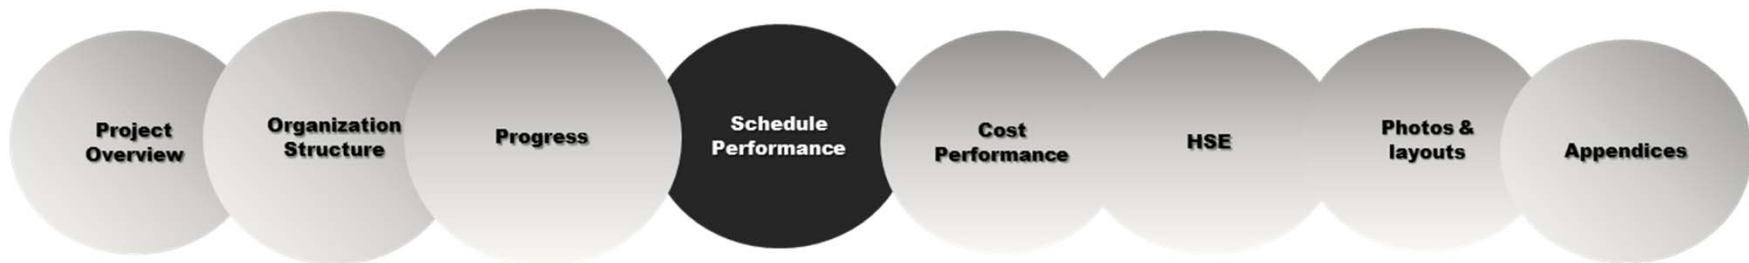 Project
Overview
Organization
Structure
Progress
Schedule
Performance
Cost
Performance
HSE
Photos &
layouts
Appendices